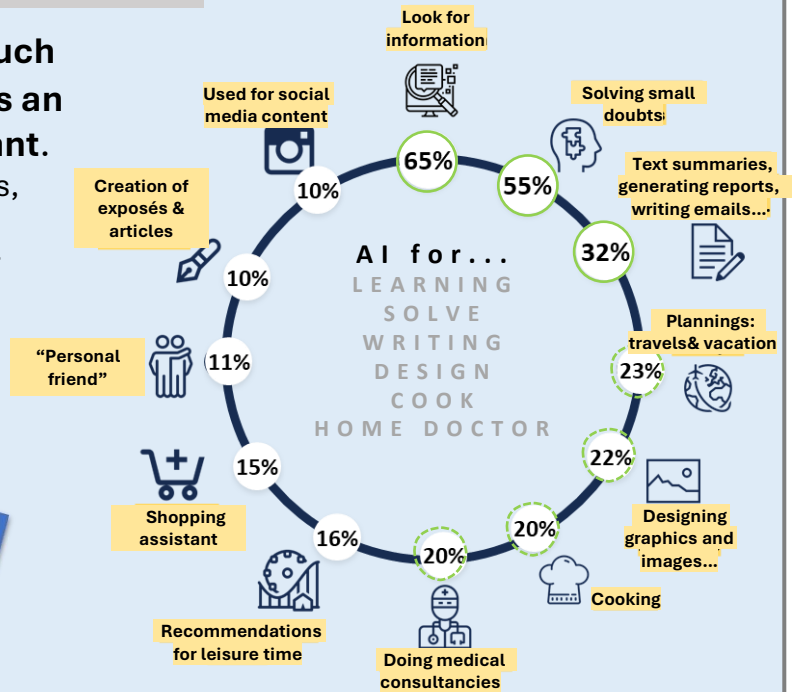 uch
s an
nt.
s,
Look for
information
65%
Solving small
doubts
55%
Text summaries,
generating reports,
writing emails...
32%
Plannings:
travels& vacation
23%
22%
Designing
graphics and
images...
20%
Cooking
20%
Doing medical
consultancies
16%
Recommendations
for leisure time
15%
Shopping
assistant
11%
“Personal
friend”
10%
Creation of
exposés &
articles
10%
Used for social
media content
AI for...
LEARNING
SOLVE
WRITING
DESIGN
COOK
HOME DOCTOR